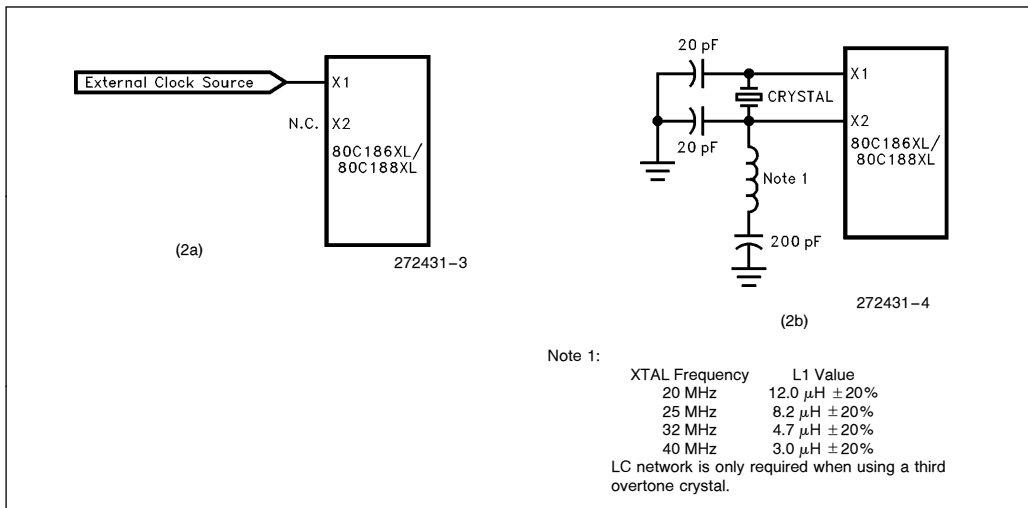 External Clock Source
X1
N.C. X2
80C186XL/
80C188XL
(2a)
272431-3
20 pF
X1
CRYSTAL
X2
20 pF
80C186XL/
80C188XL
Note 1
200 pF
272431-4
(2b)
Note 1:
XTAL Frequency L1 Value
20 MHz 12.0 μH ±20%
25 MHz 8.2 μH ±20%
32 MHz 4.7 μH ±20%
40 MHz 3.0 μH ±20%
LC network is only required when using a third
overtone crystal.